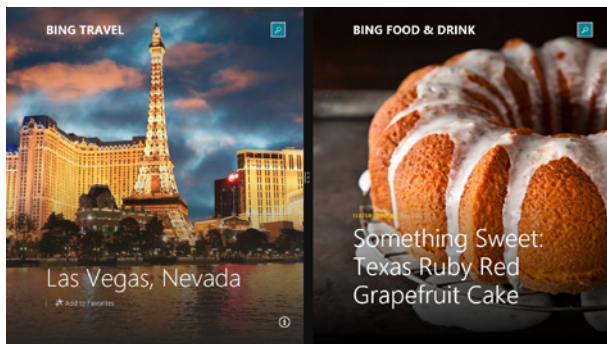 BING TRAVEL
Las Vegas, Nevada
Add to Favorites
BING FOOD & DRINK
Something Sweet:
Texas Ruby Red
Grapefruit Cake